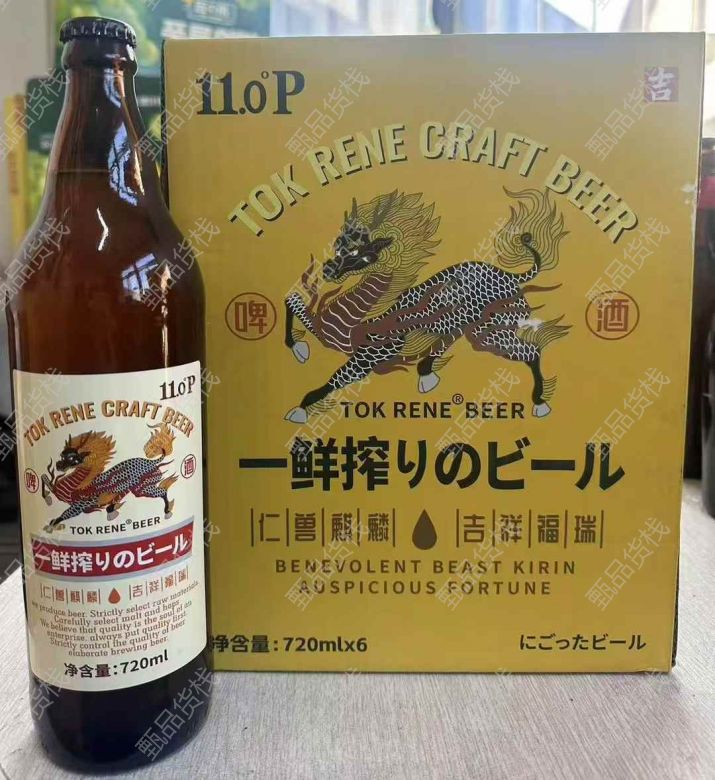 11.0°P
吉
TOK RENE CRAFT BEER
啤 酒
TOK RENE® BEER
一鲜搾りのビール
仁兽麒麟 吉祥福瑞
BENEVOLENT BEAST KIRIN
AUSPICIOUS FORTUNE
净含量:720mlx6
にごったビール
11.0°P
TOK RENE CRAFT BEER
啤 酒
TOK RENE® BEER
一鲜搾りのビール
仁兽麒麟 吉祥福瑞
we produce beer. Strictly select raw materials.
Carefully select malt and hops
We believe that quality is the soul of an
enterprise. always put quality first.
Strictly control the quality of beer
elaborate brewing beer.
净含量:720ml
甄品货栈